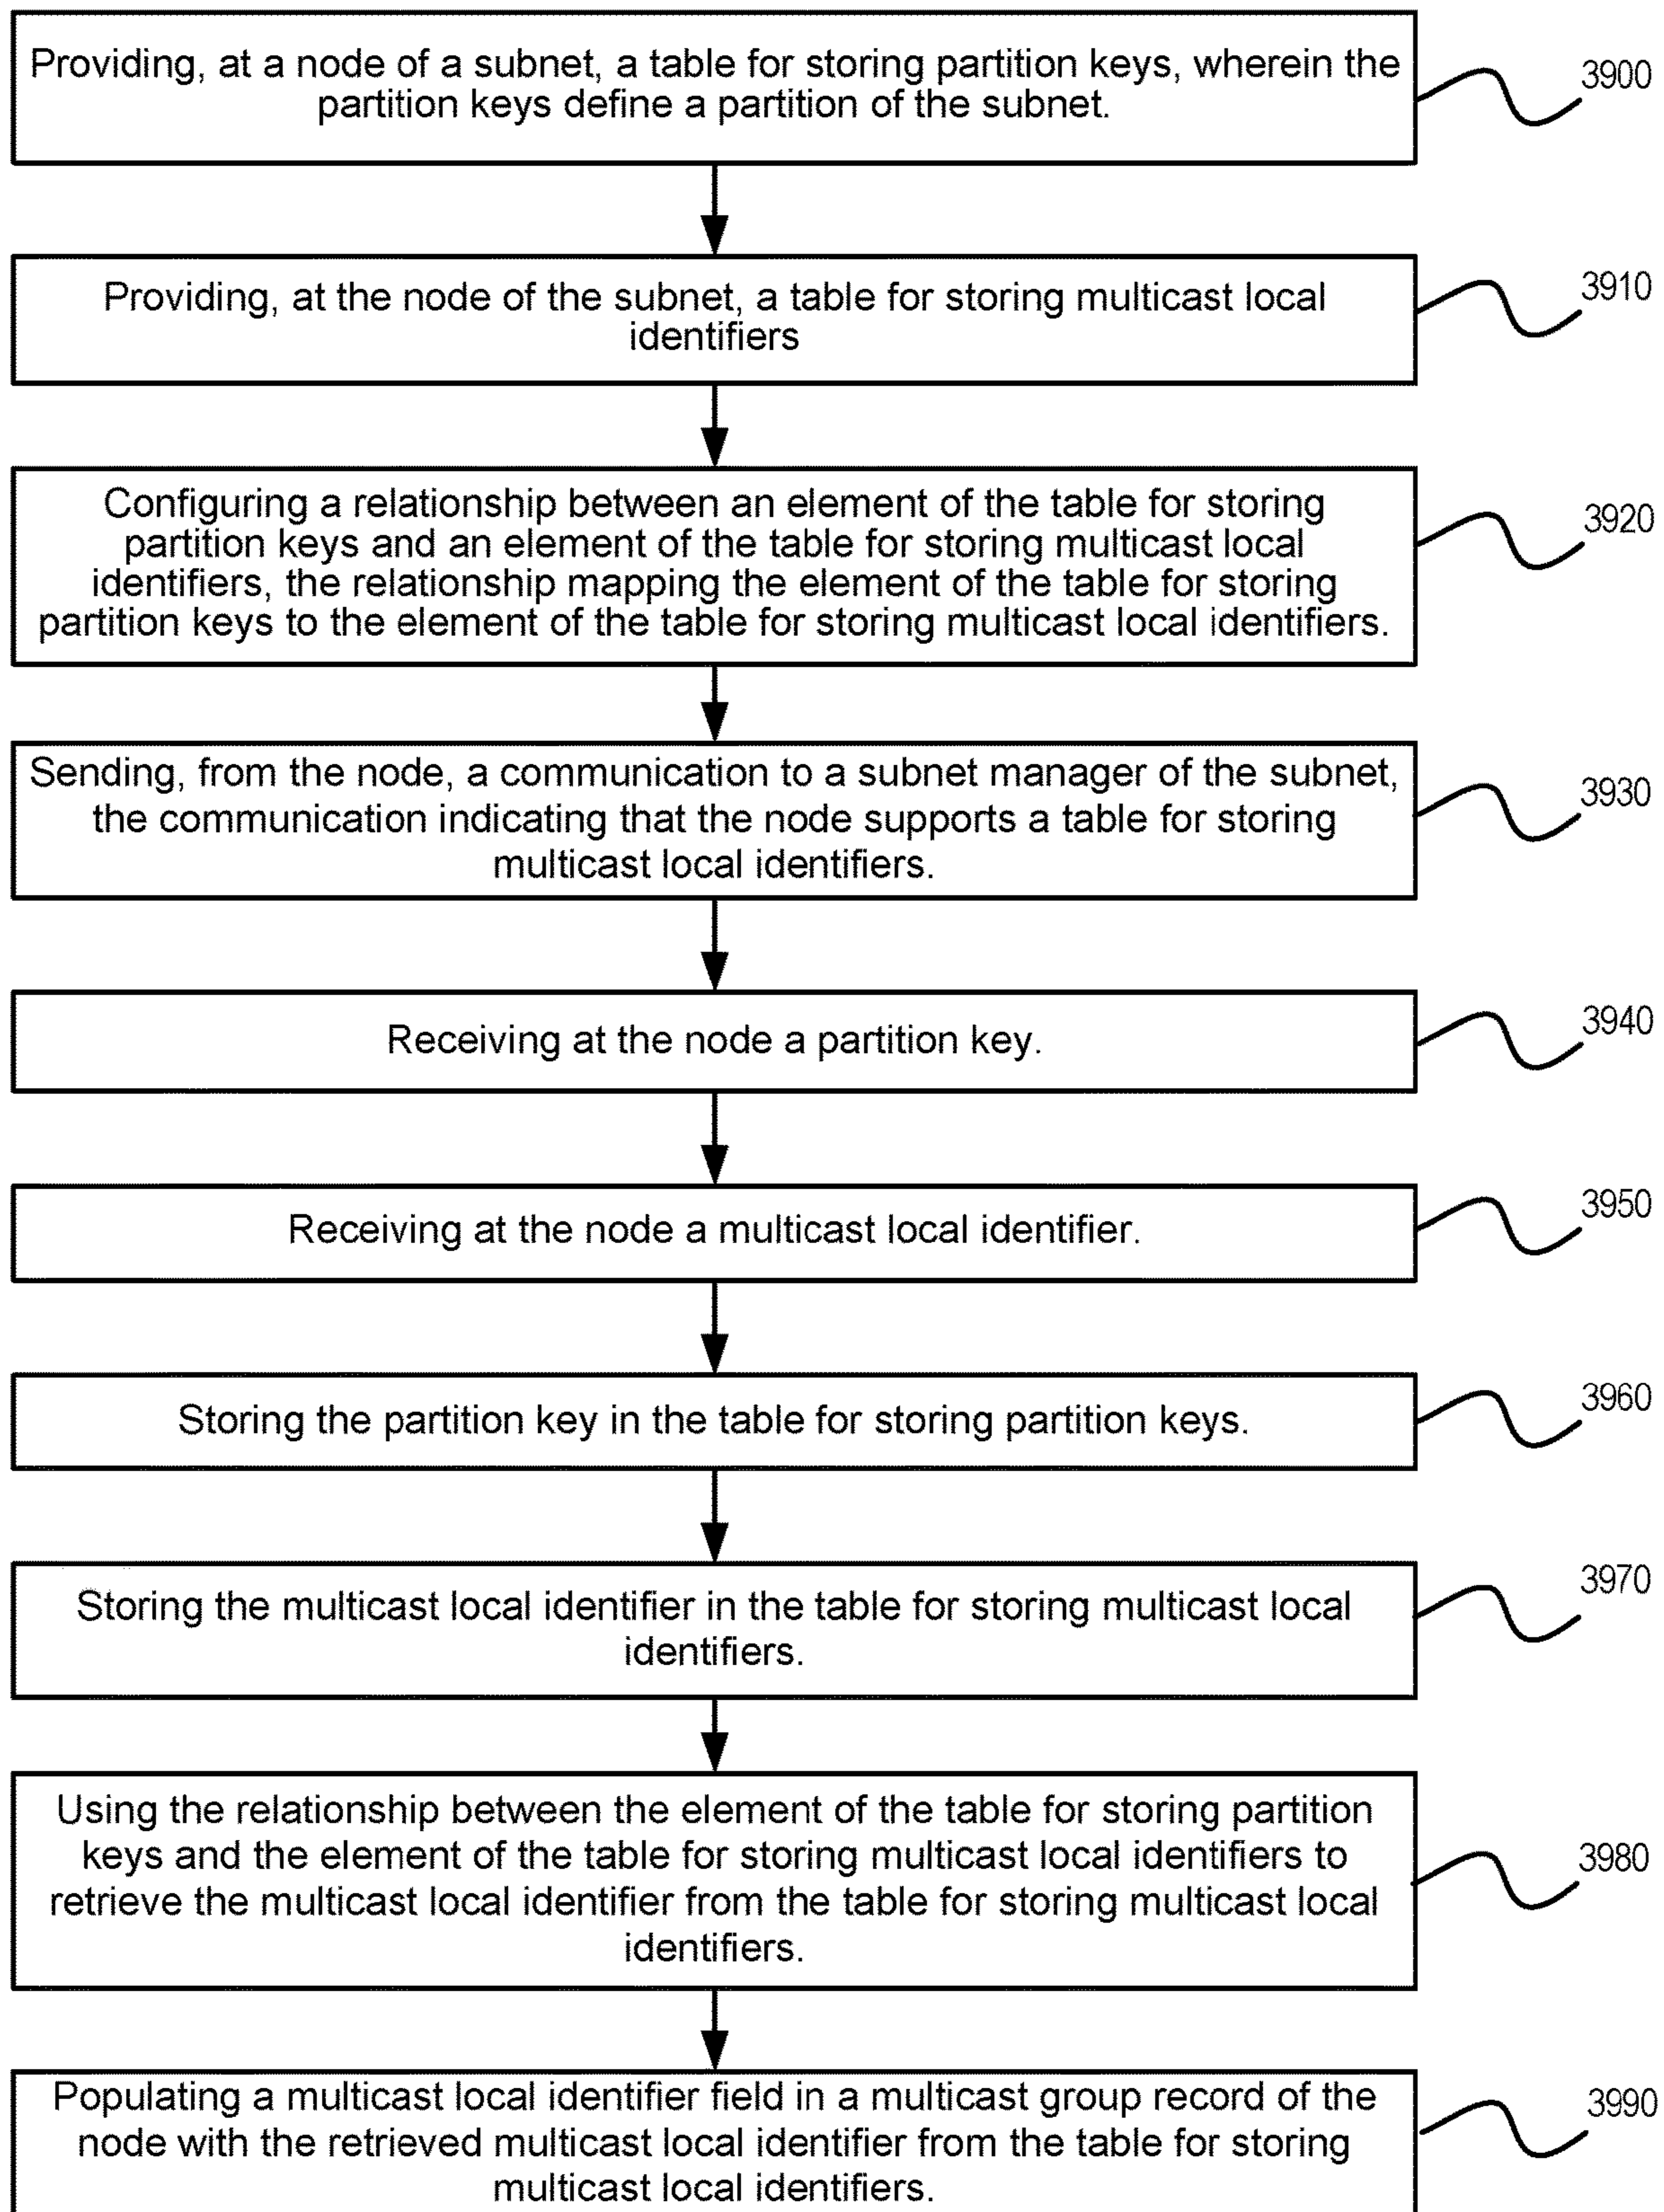 Providing, at a node of a subnet, a table for storing partition keys, wherein the
partition keys define a partition of the subnet.
3900
Providing, at the node of the subnet, a table for storing multicast local
identifiers
3910
Configuring a relationship between an element of the table for storing
partition keys and an element of the table for storing multicast local
identifiers, the relationship mapping the element of the table for storing
partition keys to the element of the table for storing multicast local identifiers.
3920
Sending, from the node, a communication to a subnet manager of the subnet,
the communication indicating that the node supports a table for storing
multicast local identifiers.
3930
Receiving at the node a partition key.
3940
Receiving at the node a multicast local identifier.
3950
Storing the partition key in the table for storing partition keys.
3960
Storing the multicast local identifier in the table for storing multicast local
identifiers.
3970
Using the relationship between the element of the table for storing partition
keys and the element of the table for storing multicast local identifiers to
retrieve the multicast local identifier from the table for storing multicast local
identifiers.
3980
Populating a multicast local identifier field in a multicast group record of the
node with the retrieved multicast local identifier from the table for storing
multicast local identifiers.
3990